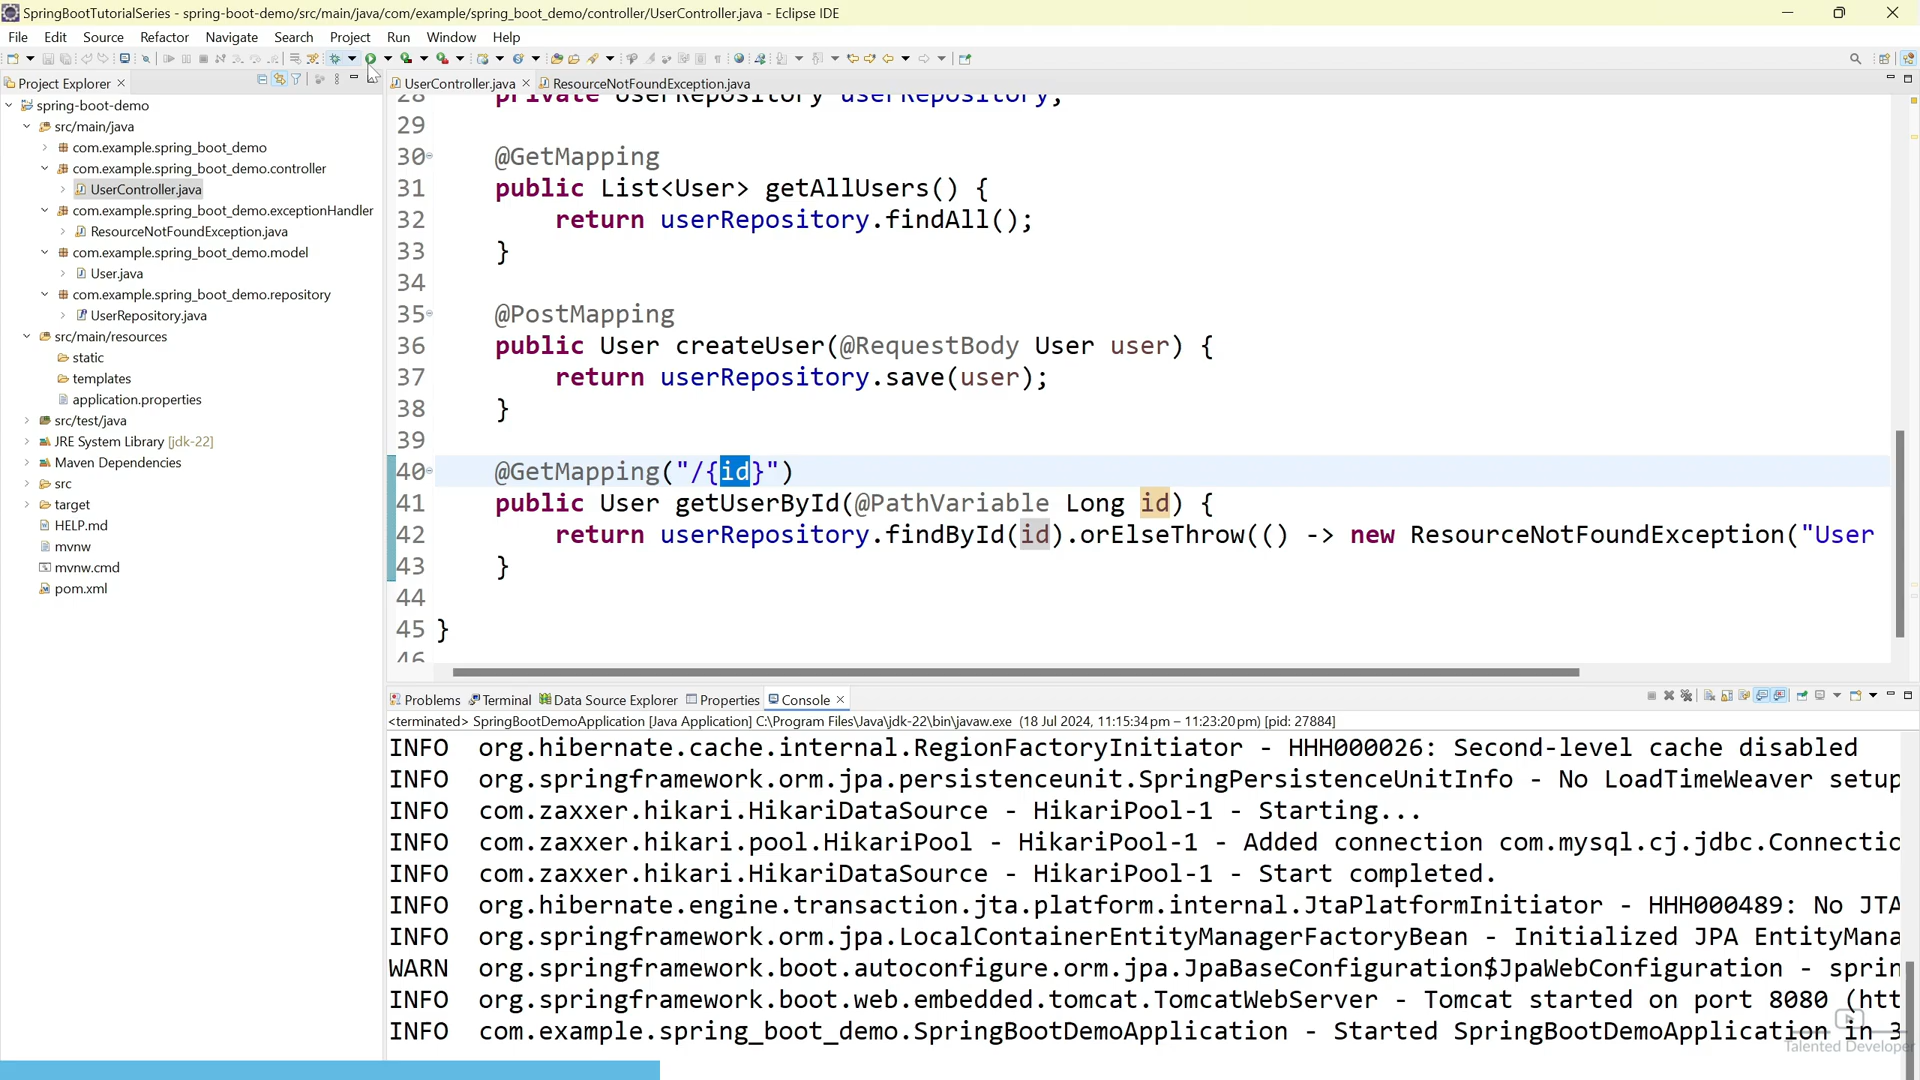 SpringBootTutorialSeries - spring-boot-demo/src/main/java/com/example/spring_boot_demo/controller/UserController.java - Eclipse IDE
File Edit Source Refactor Navigate Search Project Run Window Help
Project Explorer
UserController.java ResourceNotFoundException.java
spring-boot-demo
src/main/java
com.example.spring_boot_demo
com.example.spring_boot_demo.controller
UserController.java
com.example.spring_boot_demo.exceptionHandler
ResourceNotFoundException.java
com.example.spring_boot_demo.model
User.java
com.example.spring_boot_demo.repository
UserRepository.java
src/main/resources
static
templates
application.properties
src/test/java
JRE System Library [jdk-22]
Maven Dependencies
src
target
HELP.md
mvnw
mvnw.cmd
pom.xml
28 private UserRepository userRepository;
29
30 @GetMapping
31 public List<User> getAllUsers() {
32 return userRepository.findAll();
33 }
34
35 @PostMapping
36 public User createUser(@RequestBody User user) {
37 return userRepository.save(user);
38 }
39
40 @GetMapping("/{id}")
41 public User getUserById(@PathVariable Long id) {
42 return userRepository.findById(id).orElseThrow(() -> new ResourceNotFoundException("User
43 }
44
45 }
46
Problems Terminal Data Source Explorer Properties Console
<terminated> SpringBootDemoApplication [Java Application] C:\Program Files\Java\jdk-22\bin\javaw.exe (18 Jul 2024, 11:15:34 pm – 11:23:20 pm) [pid: 27884]
INFO org.hibernate.cache.internal.RegionFactoryInitiator - HHH000026: Second-level cache disabled
INFO org.springframework.orm.jpa.persistenceunit.SpringPersistenceUnitInfo - No LoadTimeWeaver setup
INFO com.zaxxer.hikari.HikariDataSource - HikariPool-1 - Starting...
INFO com.zaxxer.hikari.pool.HikariPool - HikariPool-1 - Added connection com.mysql.cj.jdbc.Connectio
INFO com.zaxxer.hikari.HikariDataSource - HikariPool-1 - Start completed.
INFO org.hibernate.engine.transaction.jta.platform.internal.JtaPlatformInitiator - HHH000489: No JTA
INFO org.springframework.orm.jpa.LocalContainerEntityManagerFactoryBean - Initialized JPA EntityMana
WARN org.springframework.boot.autoconfigure.orm.jpa.JpaBaseConfiguration$JpaWebConfiguration - sprin
INFO org.springframework.boot.web.embedded.tomcat.TomcatWebServer - Tomcat started on port 8080 (htt
INFO com.example.spring_boot_demo.SpringBootDemoApplication - Started SpringBootDemoApplication in 3
Talented Developer